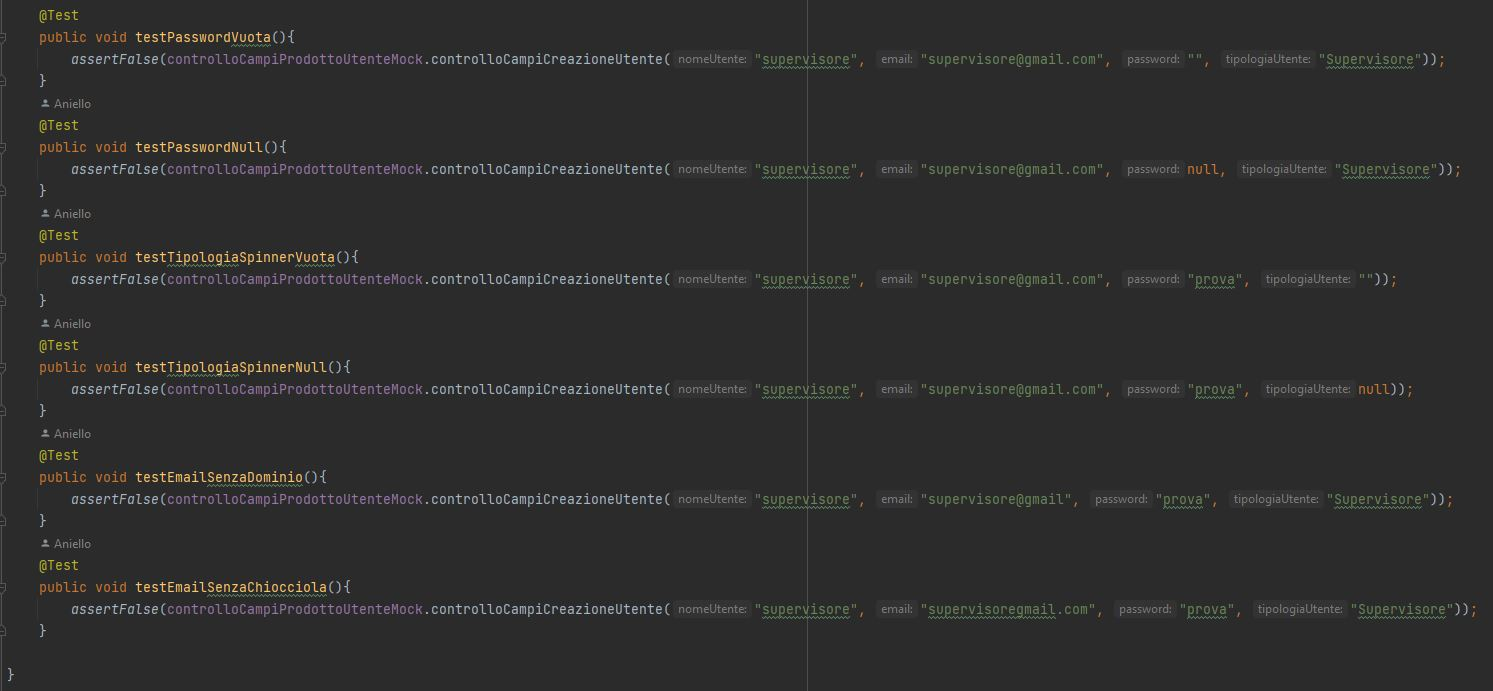 @Test
public void testPasswordVuota(){
assertFalse(controlloCampiProdottoUtenteMock.controlloCampiCreazioneUtente( nomeUtente: "supervisore", email: "supervisore@gmail.com", password: "", tipologiaUtente: "Supervisore"));
}
Aniello
@Test
public void testPasswordNull(){
assertFalse(controlloCampiProdottoUtenteMock.controlloCampiCreazioneUtente( nomeUtente: "supervisore", email: "supervisore@gmail.com", password: null, tipologiaUtente: "Supervisore"));
}
Aniello
@Test
public void testTipologiaSpinnerVuota(){
assertFalse(controlloCampiProdottoUtenteMock.controlloCampiCreazioneUtente( nomeUtente: "supervisore", email: "supervisore@gmail.com", password: "prova", tipologiaUtente: ""));
}
Aniello
@Test
public void testTipologiaSpinnerNull(){
assertFalse(controlloCampiProdottoUtenteMock.controlloCampiCreazioneUtente( nomeUtente: "supervisore", email: "supervisore@gmail.com", password: "prova", tipologiaUtente: null));
}
Aniello
@Test
public void testEmailSenzaDominio(){
assertFalse(controlloCampiProdottoUtenteMock.controlloCampiCreazioneUtente( nomeUtente: "supervisore", email: "supervisore@gmail", password: "prova", tipologiaUtente: "Supervisore"));
}
Aniello
@Test
public void testEmailSenzaChiocciola(){
assertFalse(controlloCampiProdottoUtenteMock.controlloCampiCreazioneUtente( nomeUtente: "supervisore", email: "supervisoregmail.com", password: "prova", tipologiaUtente: "Supervisore"));
}
}